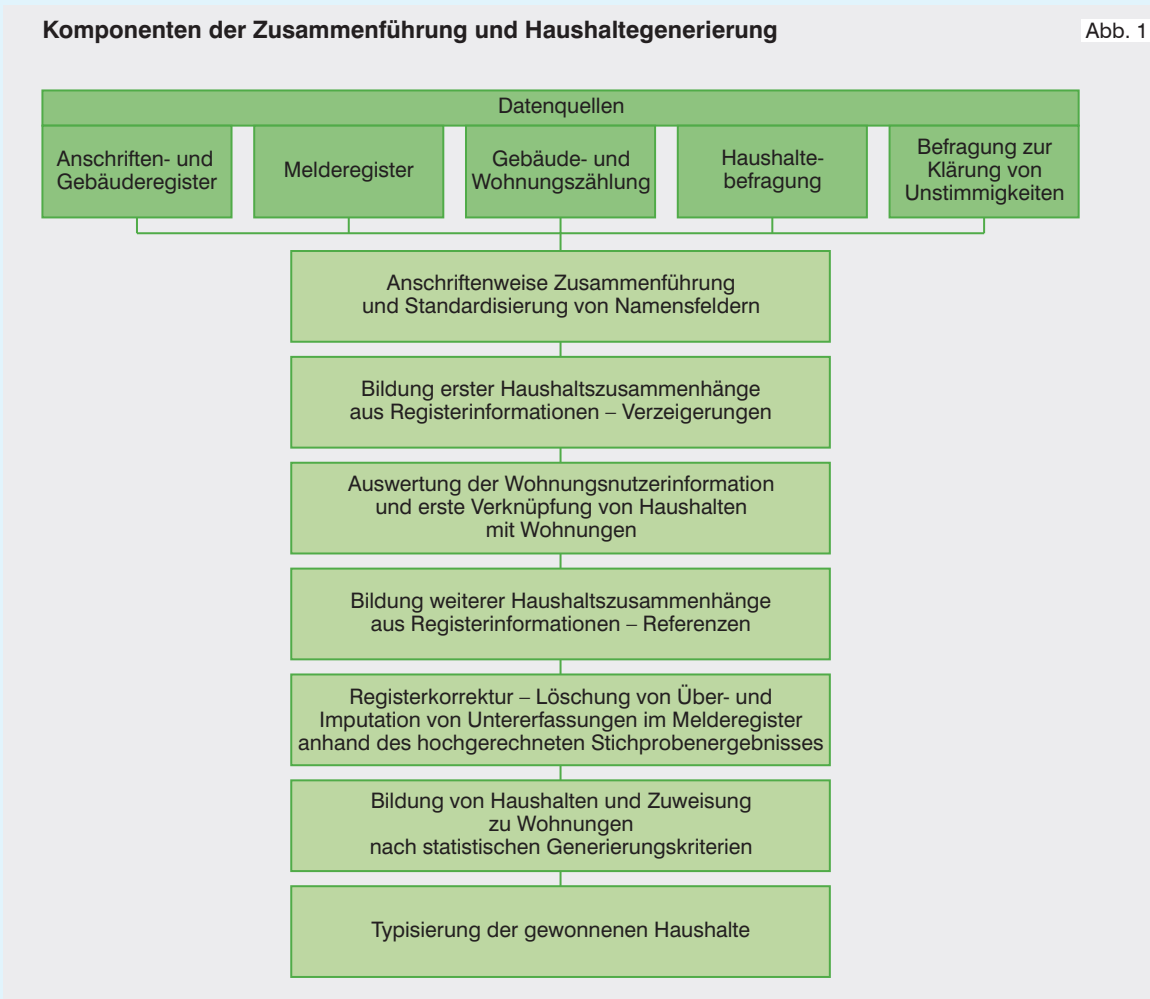 Komponenten der Zusammenführung und Haushaltegenerierung
Abb. 1
Datenquellen
Anschriften- und
Gebäuderegister
Melderegister
Gebäude- und
Wohnungszählung
Haushalte-
befragung
Befragung zur
Klärung von
Unstimmigkeiten
Anschriftenweise Zusammenführung
und Standardisierung von Namensfeldern
Bildung erster Haushaltszusammenhänge
aus Registerinformationen – Verzeigerungen
Auswertung der Wohnungsnutzerinformation
und erste Verknüpfung von Haushalten
mit Wohnungen
Bildung weiterer Haushaltszusammenhänge
aus Registerinformationen – Referenzen
Registerkorrektur – Löschung von Über- und
Imputation von Untererfassungen im Melderegister
anhand des hochgerechneten Stichprobenergebnisses
Bildung von Haushalten und Zuweisung
zu Wohnungen
nach statistischen Generierungskriterien
Typisierung der gewonnenen Haushalte